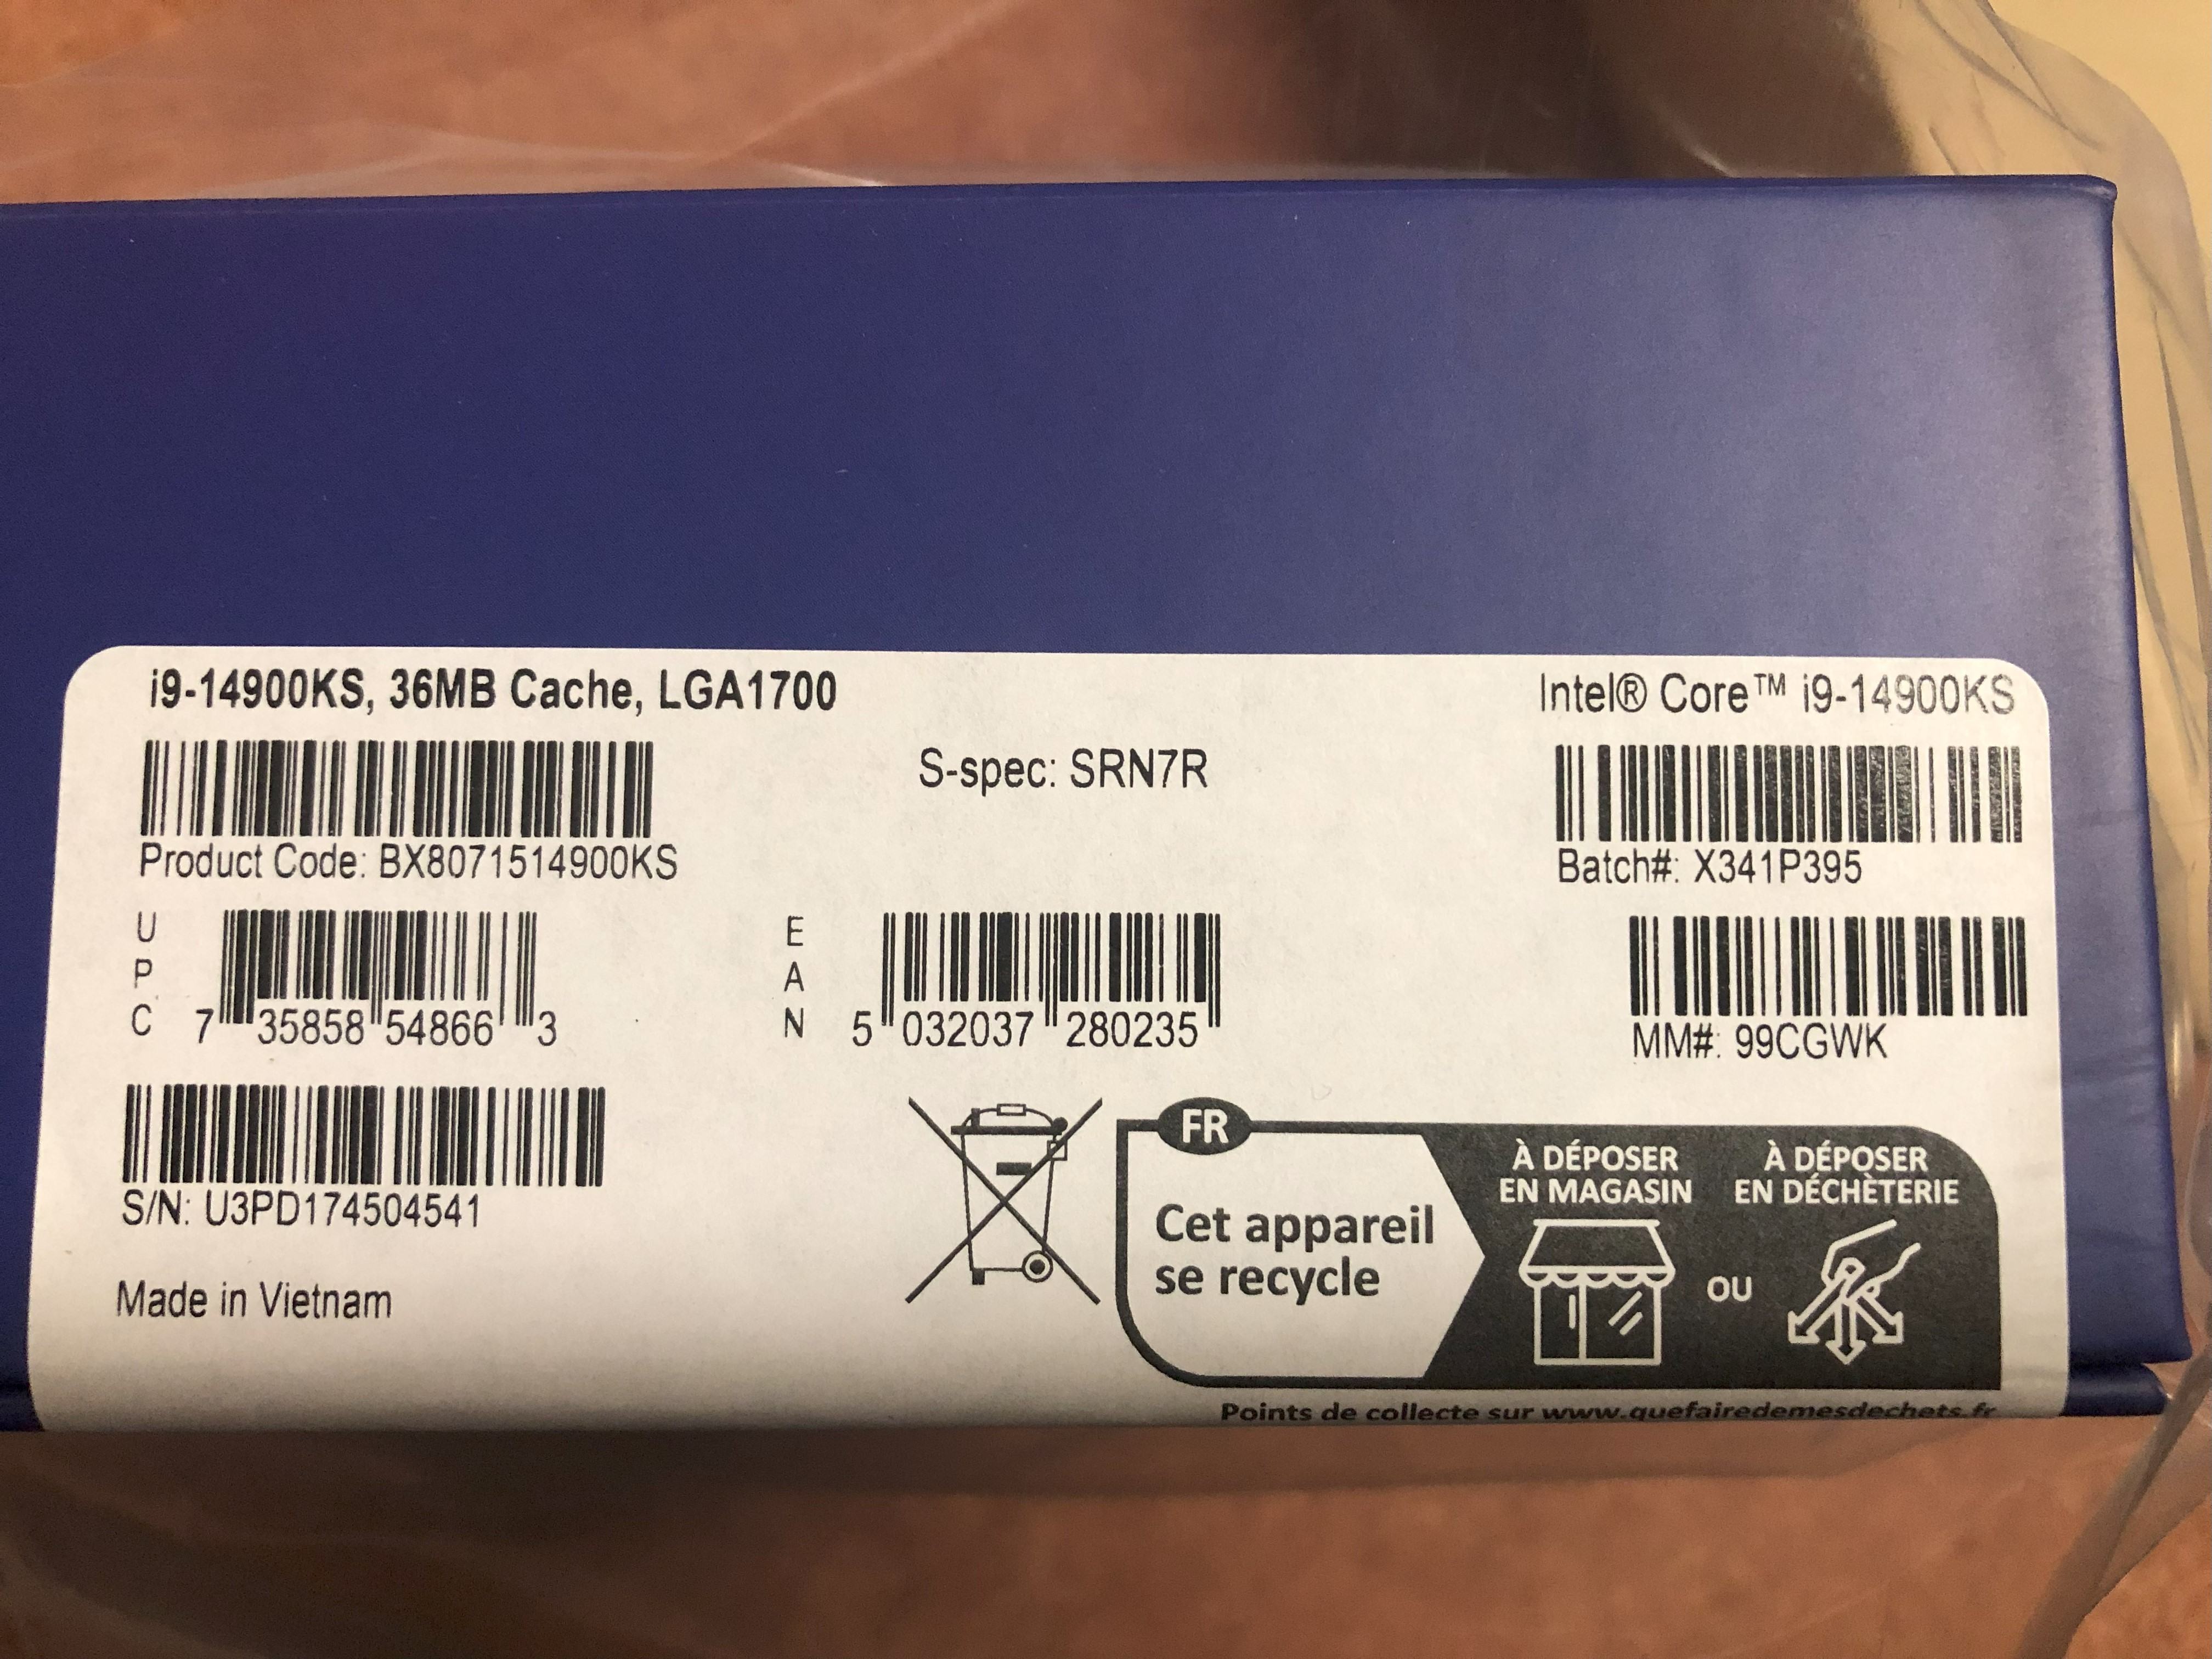 i9-14900KS, 36MB Cache, LGA1700
Intel® Core™ i9-14900KS
S-spec: SRN7R
Product Code: BX8071514900KS
Batch#: X341P395
UPC
7 35858 54866 3
EAN
5 032037 280235
MM#: 99CGWK
S/N: U3PD174504541
Made in Vietnam
FR
Cet appareil
se recycle
À DÉPOSER
EN MAGASIN
OU
À DÉPOSER
EN DÉCHÈTERIE
Points de collecte sur www.quefairedemesdechets.fr